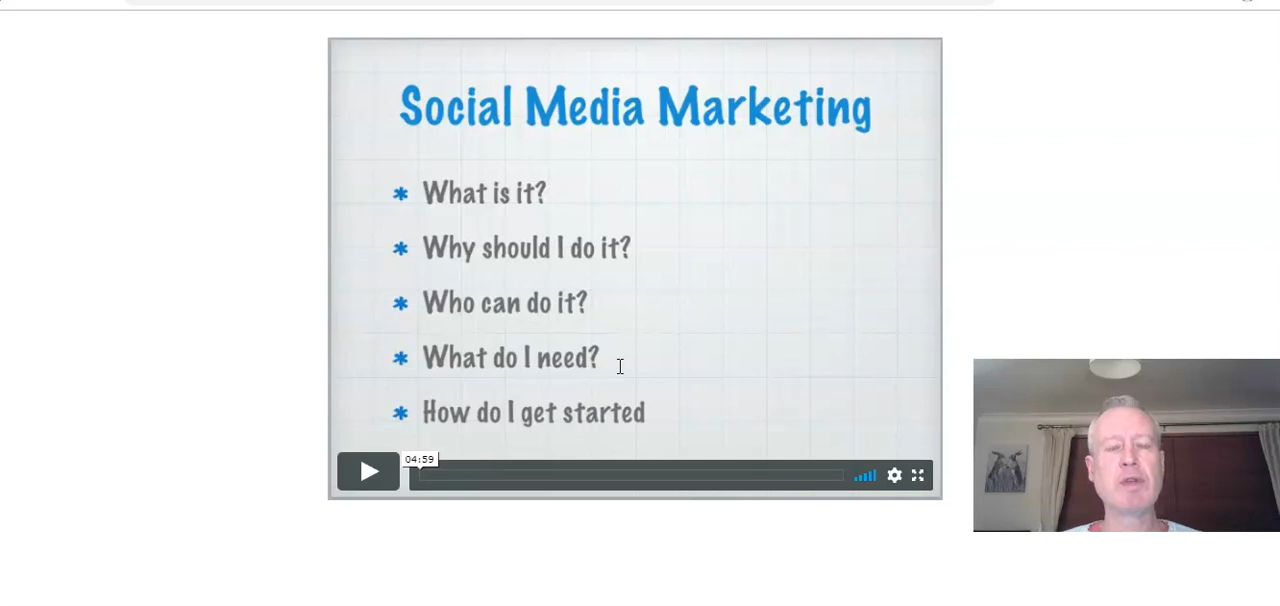 Social Media Marketing
* What is it?
* Why should I do it?
* Who can do it?
* What do I need?
* How do I get started
04:59